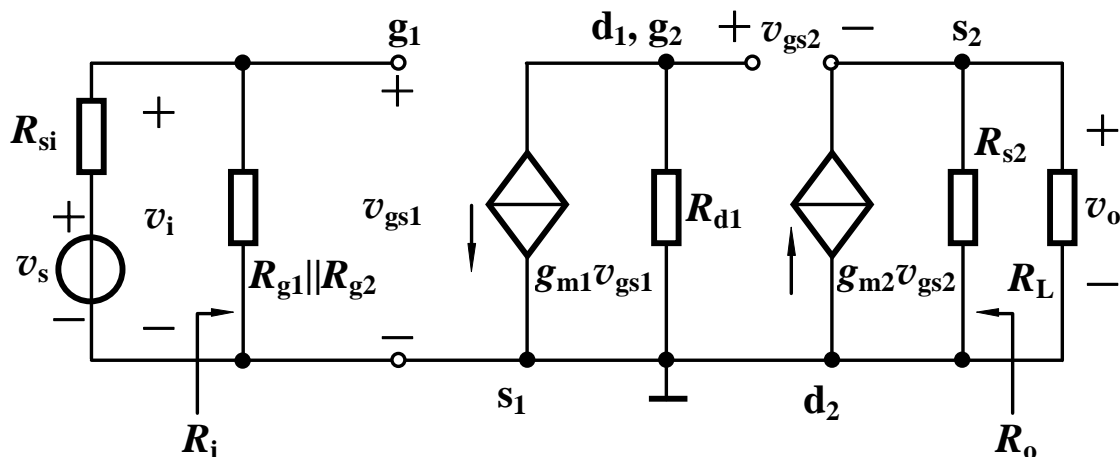 g1 d1, g2 + vgs2 − s2
Rsi + + Rs2 +
+ vi vgs1 Rd1 vo
vs Rg1||Rg2 gm1vgs1 gm2vgs2 RL −
− − −
s1 d2
Ri Ro